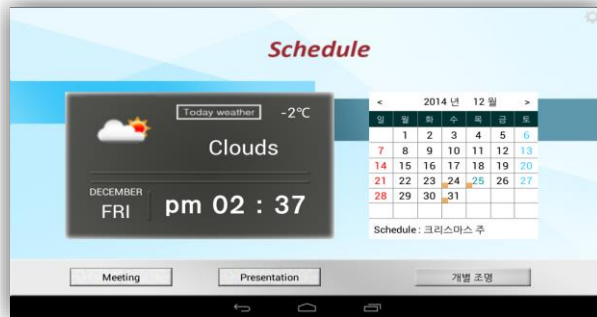 Schedule
Today weather
-2℃
Clouds
DECEMBER
FRI
pm 02 : 37
< 2014 년 12 월 >
일 월 화 수 목 금 토
1 2 3 4 5 6
7 8 9 10 11 12 13
14 15 16 17 18 19 20
21 22 23 24 25 26 27
28 29 30 31
Schedule : 크리스마스 주
Meeting
Presentation
개별 조명